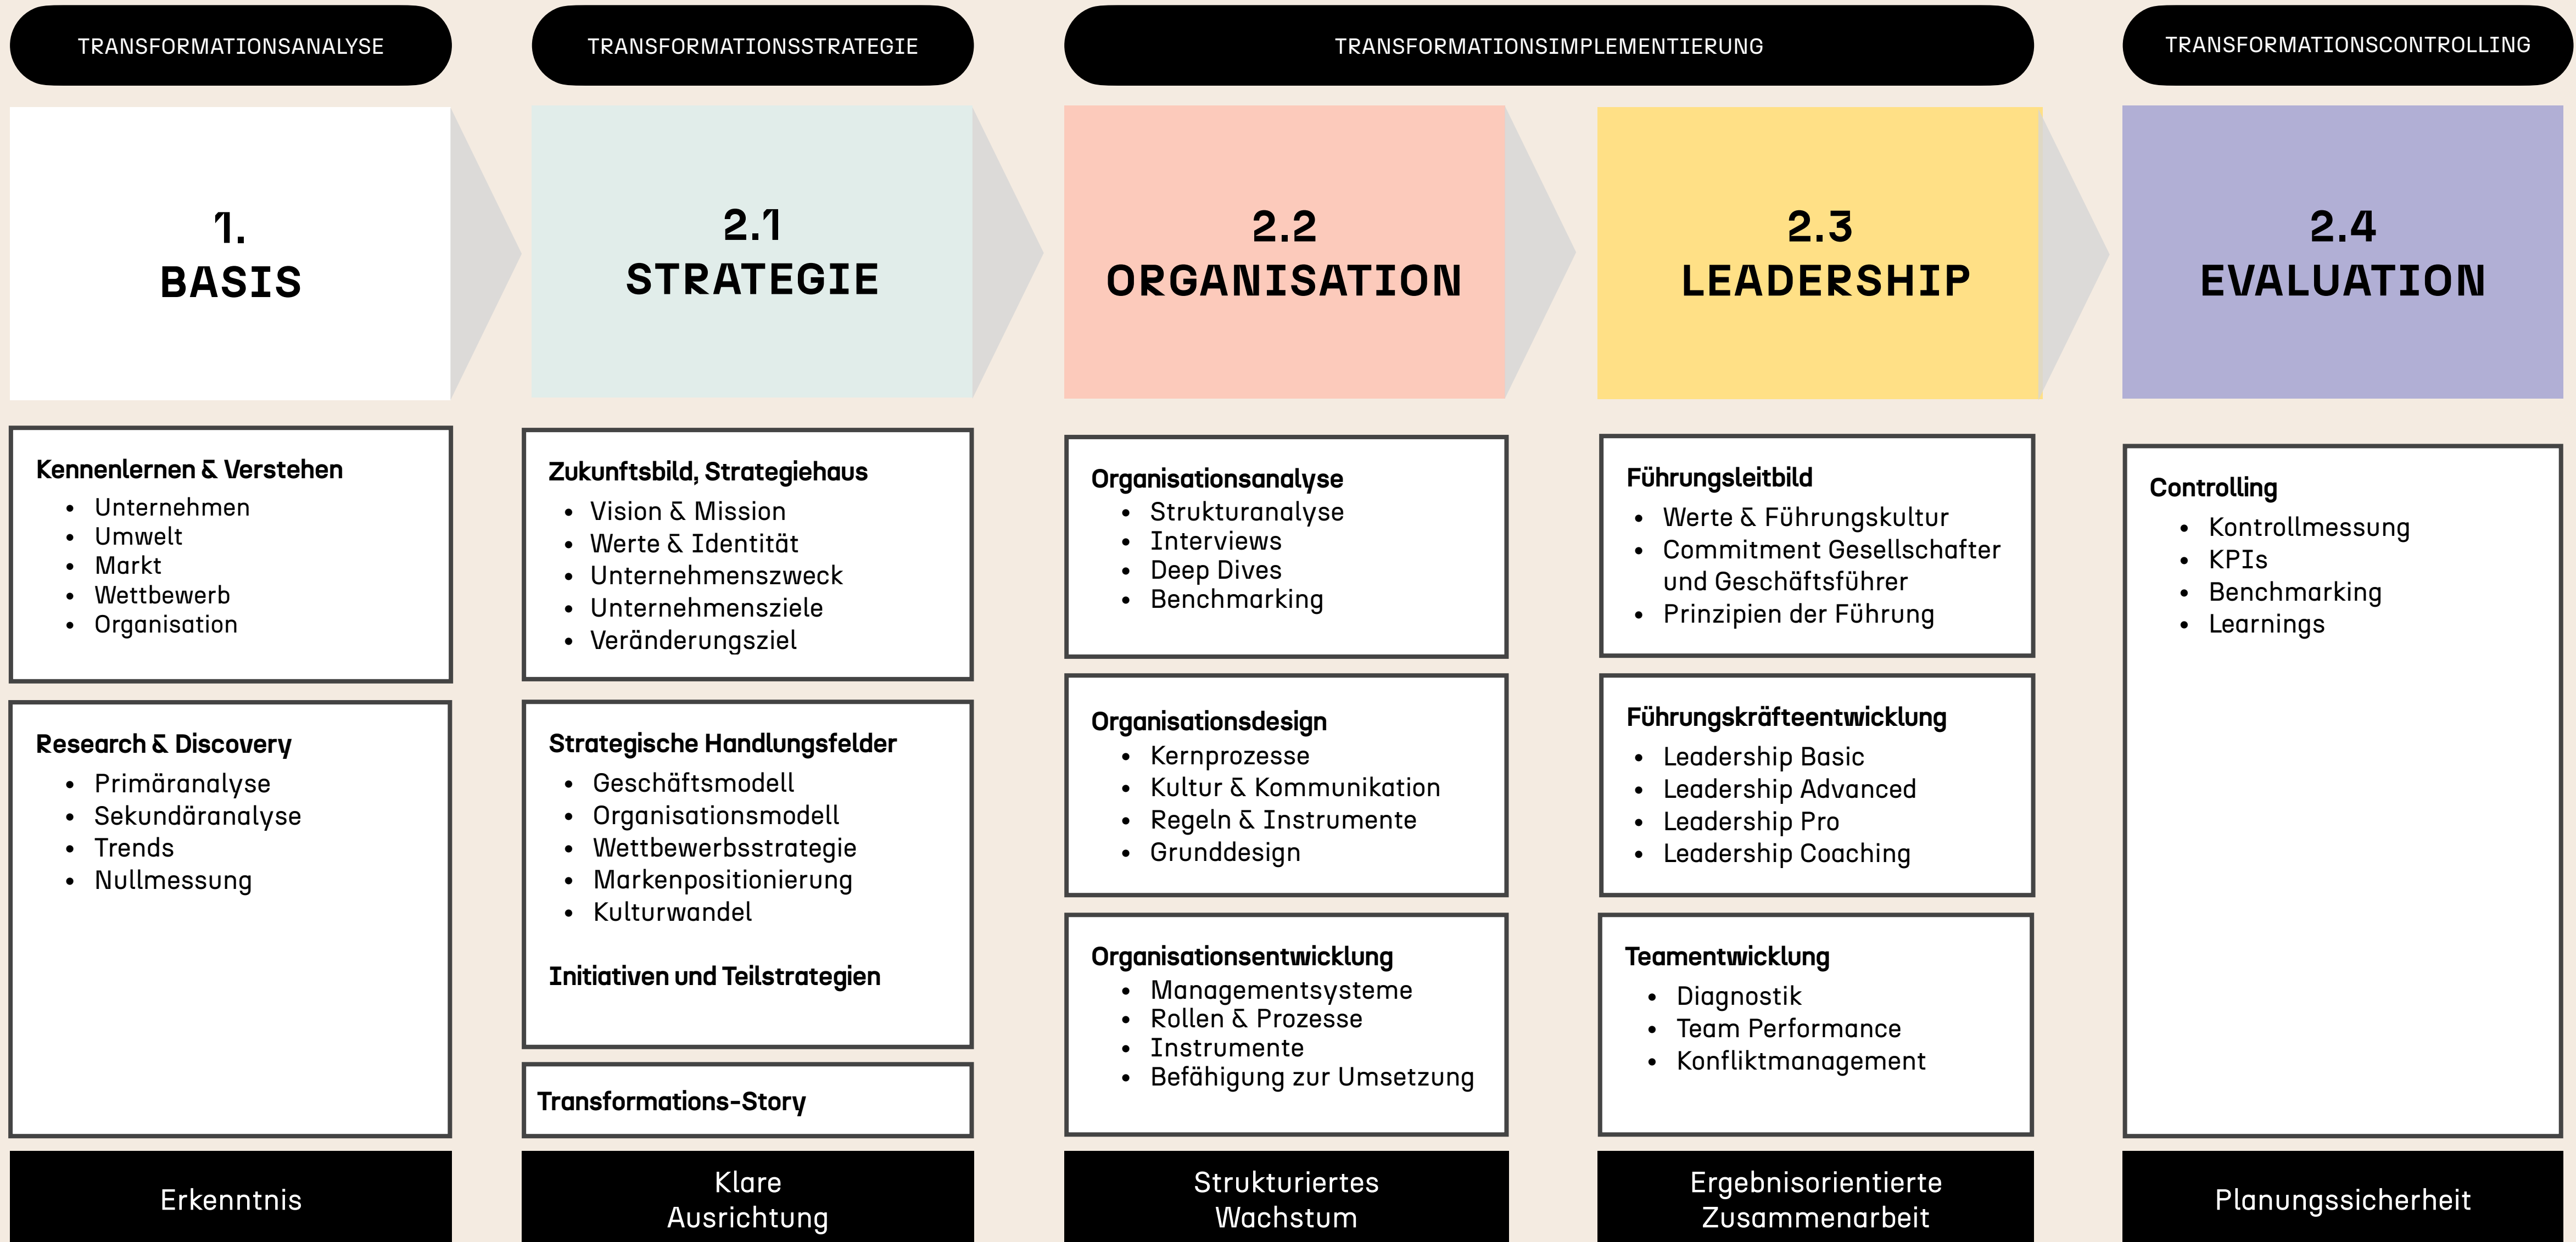 TRANSFORMATIONSANALYSE
TRANSFORMATIONSSTRATEGIE
TRANSFORMATIONSIMPLEMENTIERUNG
TRANSFORMATIONSCONTROLLING
1.
BASIS
2.1
STRATEGIE
2.2
ORGANISATION
2.3
LEADERSHIP
2.4
EVALUATION
Kennenlernen & Verstehen
• Unternehmen
• Umwelt
• Markt
• Wettbewerb
• Organisation
Research & Discovery
• Primäranalyse
• Sekundäranalyse
• Trends
• Nullmessung
Erkenntnis
Zukunftsbild, Strategiehaus
• Vision & Mission
• Werte & Identität
• Unternehmenszweck
• Unternehmensziele
• Veränderungsziel
Strategische Handlungsfelder
• Geschäftsmodell
• Organisationsmodell
• Wettbewerbsstrategie
• Markenpositionierung
• Kulturwandel
Initiativen und Teilstrategien
Transformations-Story
Klare
Ausrichtung
Organisationsanalyse
• Strukturanalyse
• Interviews
• Deep Dives
• Benchmarking
Organisationsdesign
• Kernprozesse
• Kultur & Kommunikation
• Regeln & Instrumente
• Grunddesign
Organisationsentwicklung
• Managementsysteme
• Rollen & Prozesse
• Instrumente
• Befähigung zur Umsetzung
Strukturiertes
Wachstum
Führungsleitbild
• Werte & Führungskultur
• Commitment Gesellschafter
und Geschäftsführer
• Prinzipien der Führung
Führungskräfteentwicklung
• Leadership Basic
• Leadership Advanced
• Leadership Pro
• Leadership Coaching
Teamentwicklung
• Diagnostik
• Team Performance
• Konfliktmanagement
Ergebnisorientierte
Zusammenarbeit
Controlling
• Kontrollmessung
• KPIs
• Benchmarking
• Learnings
Planungssicherheit